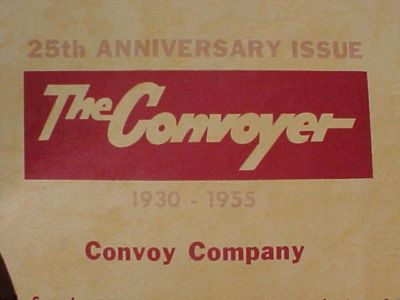 25th ANNIVERSARY ISSUE
The Convoyer
1930 - 1955
Convoy Company